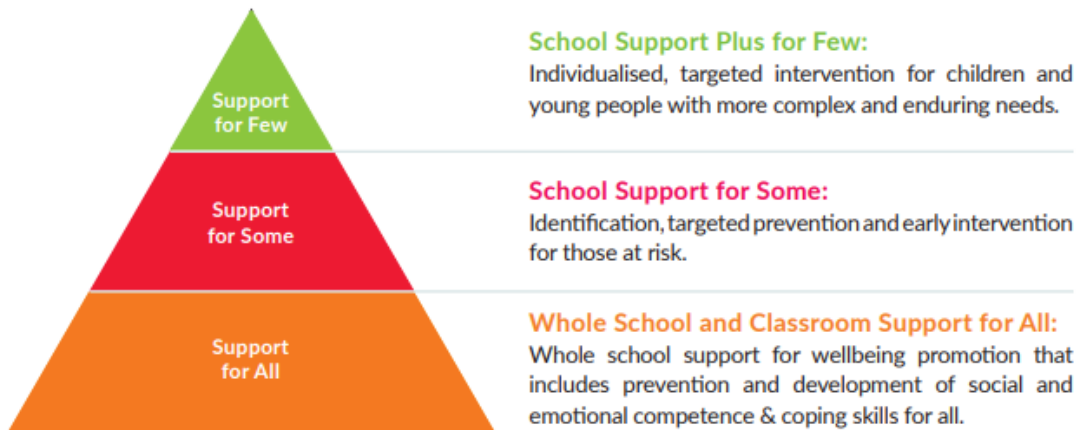 Support
for Few
School Support Plus for Few:
Individualised, targeted intervention for children and
young people with more complex and enduring needs.
Support
for Some
School Support for Some:
Identification, targeted prevention and early intervention
for those at risk.
Support
for All
Whole School and Classroom Support for All:
Whole school support for wellbeing promotion that
includes prevention and development of social and
emotional competence & coping skills for all.